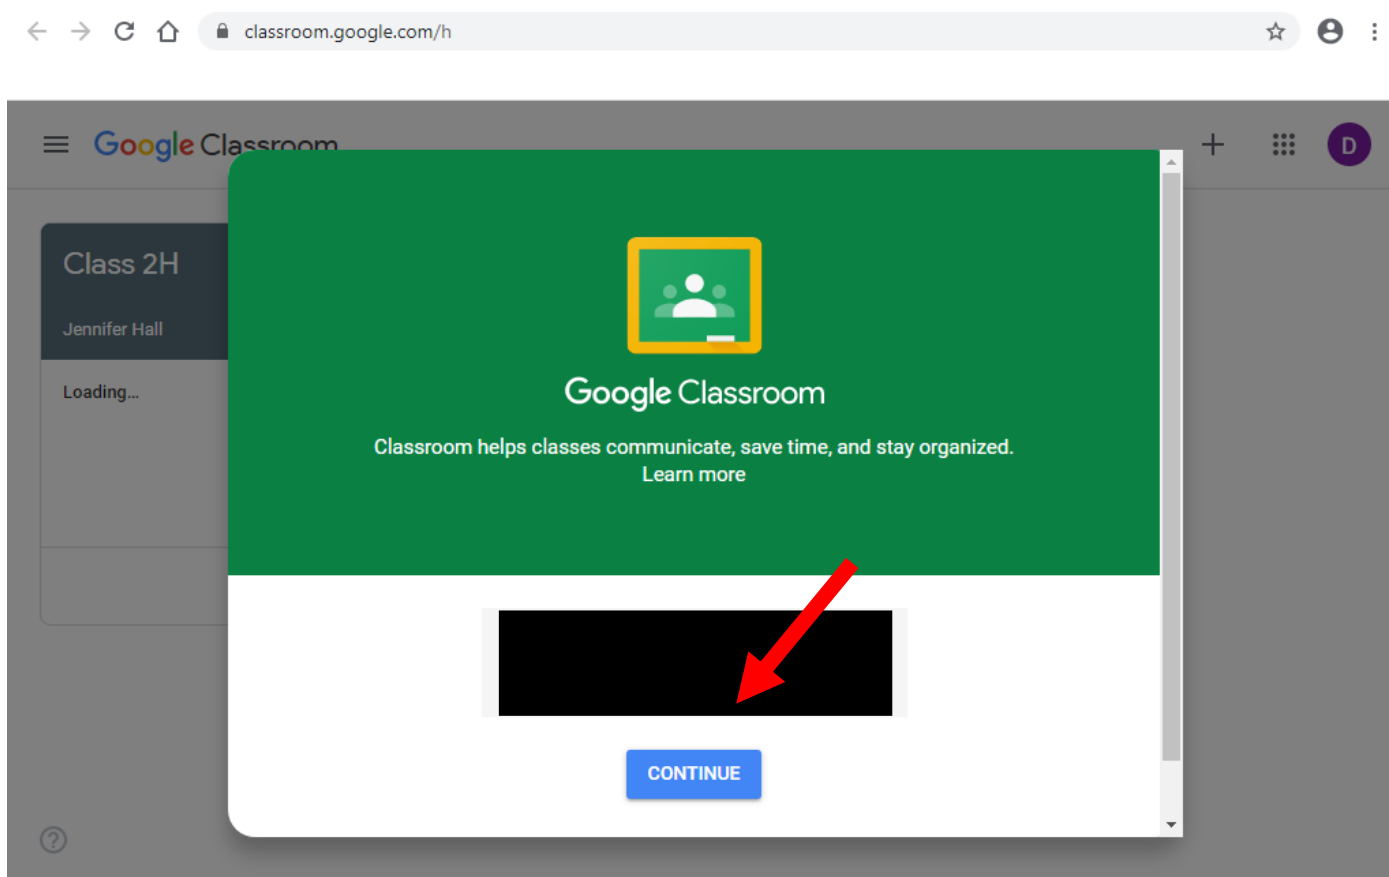 classroom.google.com/h
Google Classroom
D
Class 2H
Jennifer Hall
Loading...
Google Classroom
Classroom helps classes communicate, save time, and stay organized.
Learn more
CONTINUE